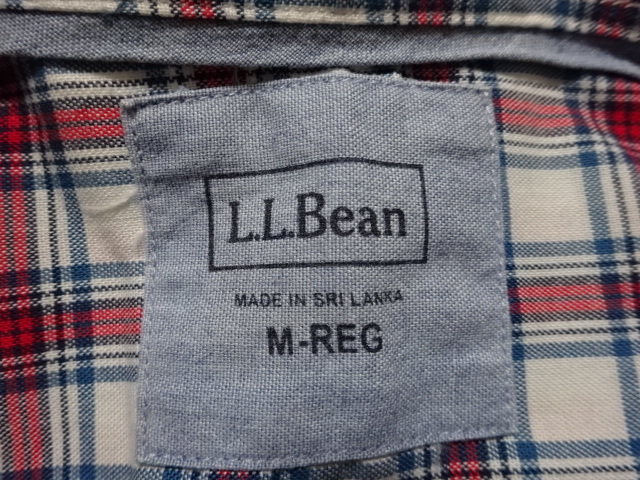 L.L.Bean
MADE IN SRI LANKA
M-REG